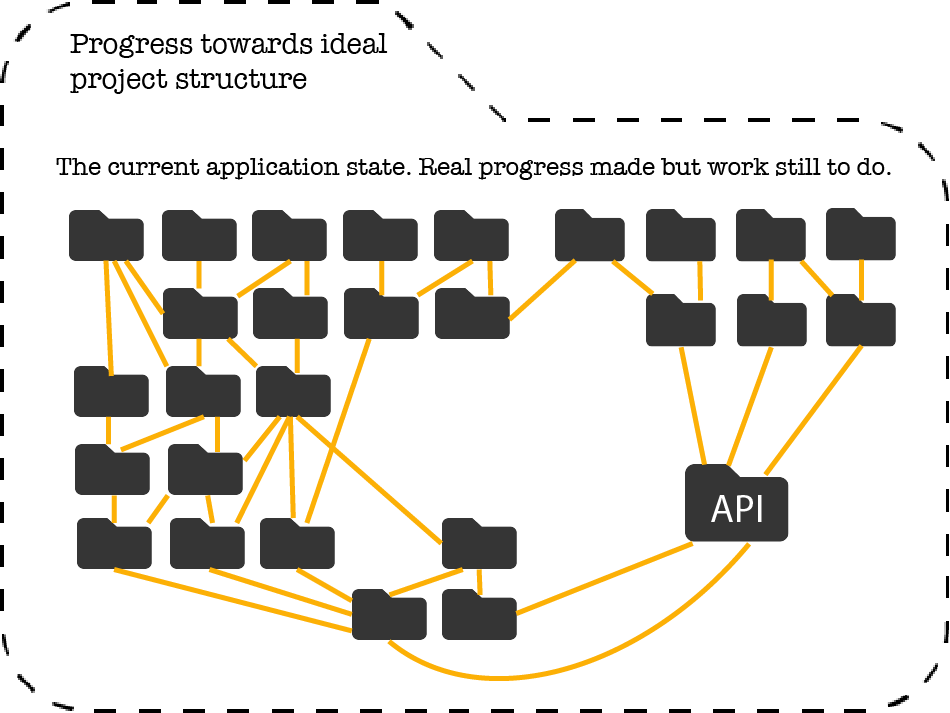 Progress towards ideal
project structure
The current application state. Real progress made but work still to do.
API